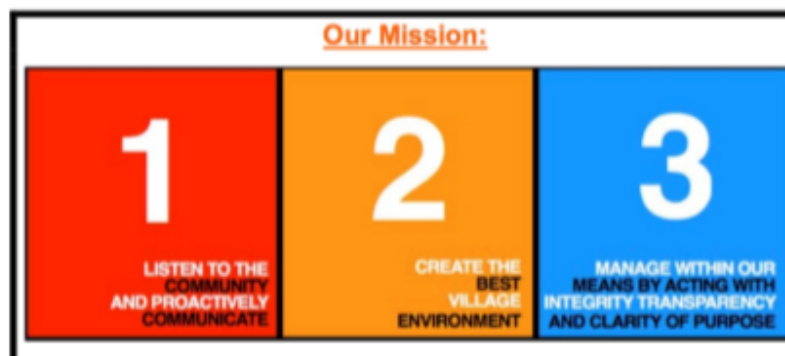 Our Mission:
1
LISTEN TO THE
COMMUNITY
AND PROACTIVELY
COMMUNICATE
2
CREATE THE
BEST
VILLAGE
ENVIRONMENT
3
MANAGE WITHIN OUR
MEANS BY ACTING WITH
INTEGRITY TRANSPARENCY
AND CLARITY OF PURPOSE